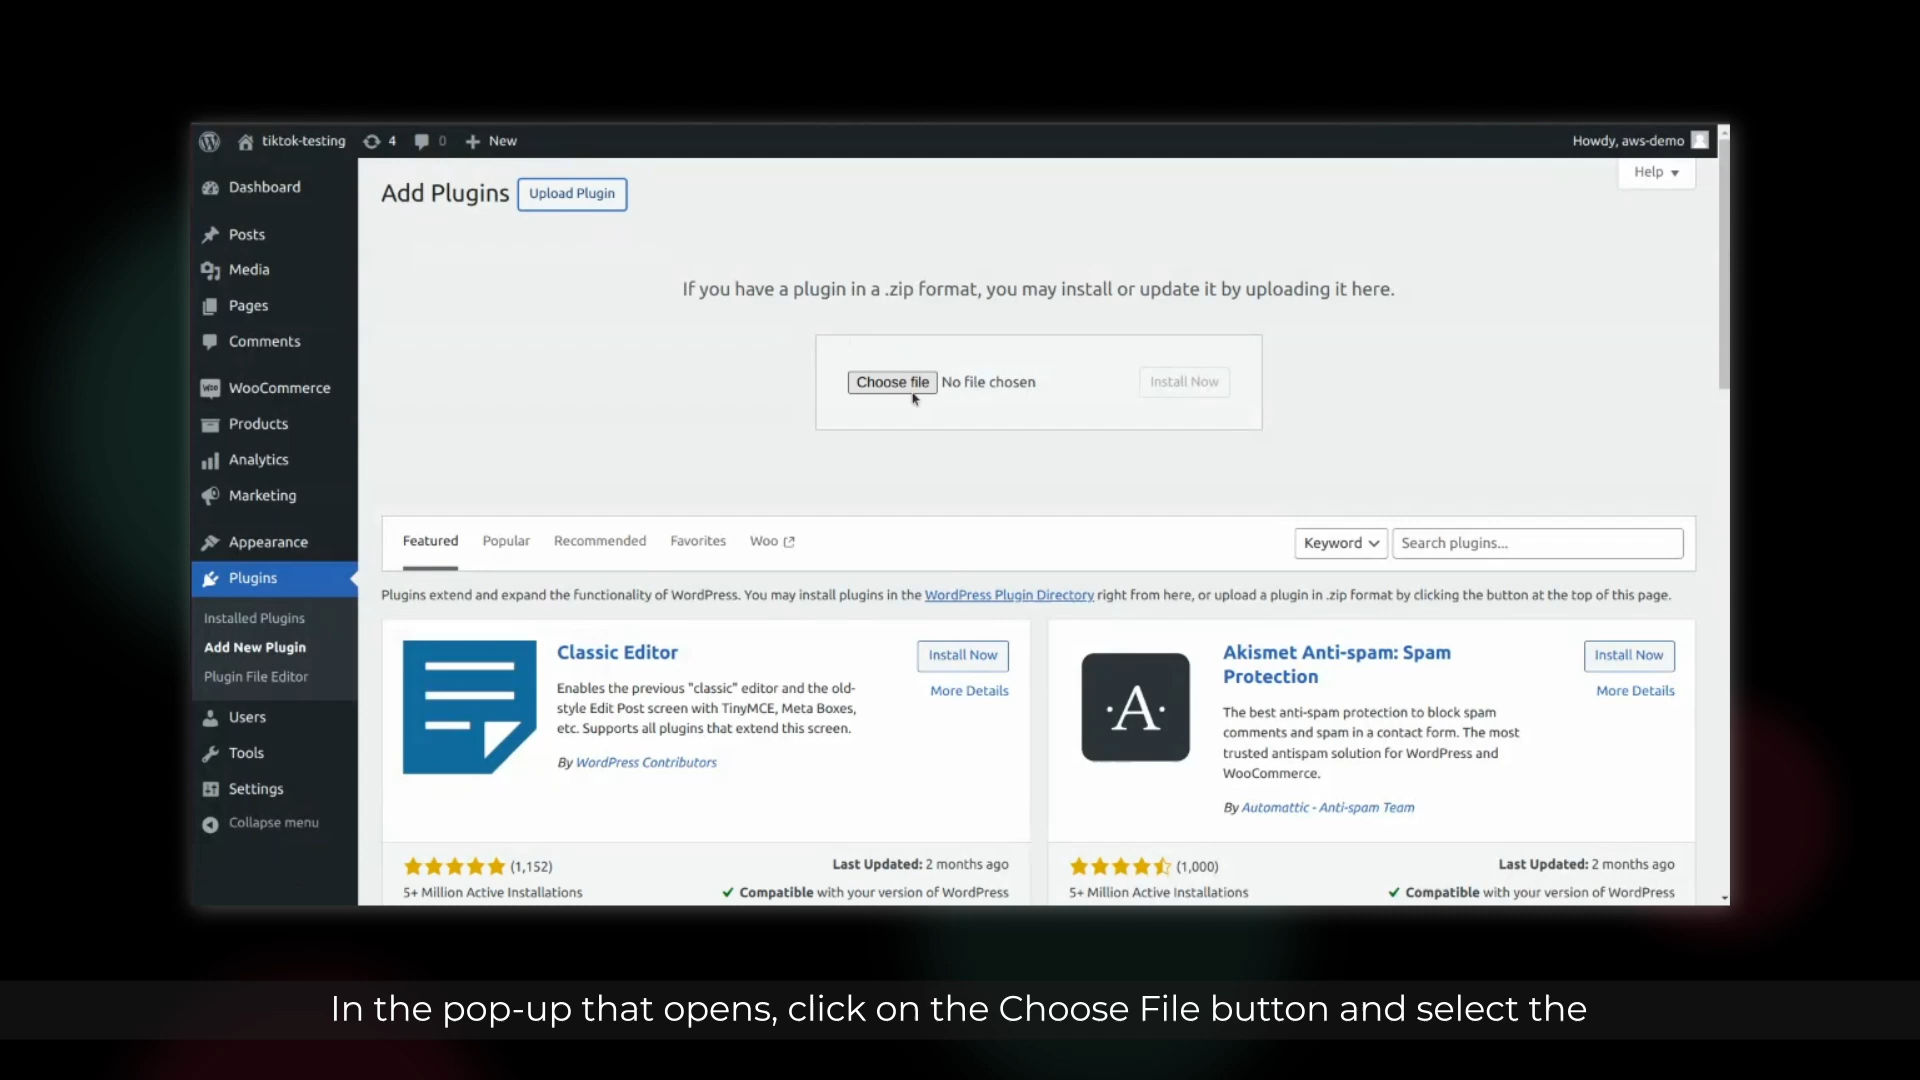 tiktok-testing 4 0 New Howdy, aws-demo
Help
Dashboard
Posts
Media
Pages
Comments
WooCommerce
Products
Analytics
Marketing
Appearance
Plugins
Installed Plugins
Add New Plugin
Plugin File Editor
Users
Tools
Settings
Collapse menu
Add Plugins Upload Plugin
If you have a plugin in a .zip format, you may install or update it by uploading it here.
Choose file No file chosen Install Now
Featured Popular Recommended Favorites Woo Keyword Search plugins...
Plugins extend and expand the functionality of WordPress. You may install plugins in the WordPress Plugin Directory right from here, or upload a plugin in .zip format by clicking the button at the top of this page.
Classic Editor
Install Now
More Details
Enables the previous "classic" editor and the old-
style Edit Post screen with TinyMCE, Meta Boxes,
etc. Supports all plugins that extend this screen.
By WordPress Contributors
(1,152)
5+ Million Active Installations
Last Updated: 2 months ago
Compatible with your version of WordPress
A
Akismet Anti-spam: Spam
Protection
Install Now
More Details
The best anti-spam protection to block spam
comments and spam in a contact form. The most
trusted antispam solution for WordPress and
WooCommerce.
By Automattic - Anti-spam Team
(1,000)
5+ Million Active Installations
Last Updated: 2 months ago
Compatible with your version of WordPress
In the pop-up that opens, click on the Choose File button and select the